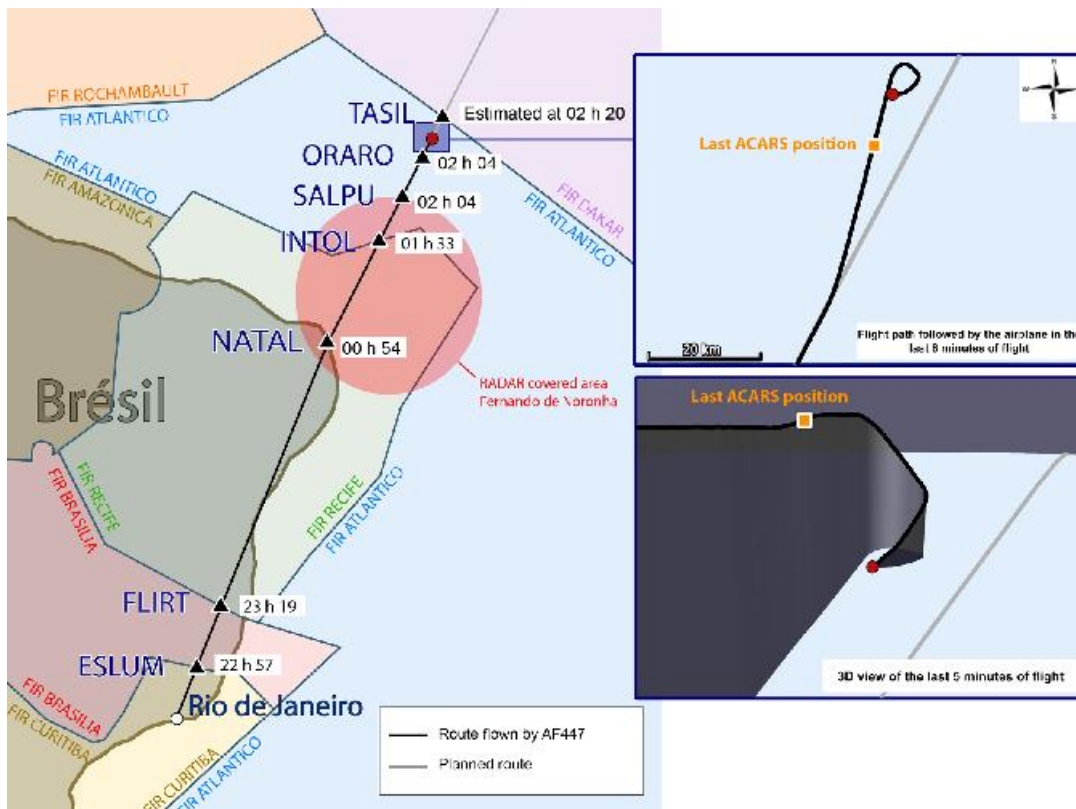 FIR ROCHAMBAULT
FIR ATLANTICO
FIR ATLANTICO
FIR AMAZONICA
TASIL
Estimated at 02 h 20
ORARO
02 h 04
SALPU
02 h 04
FIR DAKAR
FIR ATLANTICO
INTOL
01 h 33
NATAL
00 h 54
RADAR covered area
Fernando de Noronha
Brésil
FIR RECIFE
FIR BRASILIA
FIR RECIFE
FIR ATLANTICO
FLIRT
23 h 19
ESLUM
22 h 57
Rio de Janeiro
FIR BRASILIA
FIR CURITIBA
FIR CURITIBA
FIR ATLANTICO
Route flown by AF447
Planned route
Last ACARS position
20 km
Flight path followed by the airplane in the
last 6 minutes of flight
Last ACARS position
3D view of the last 5 minutes of flight